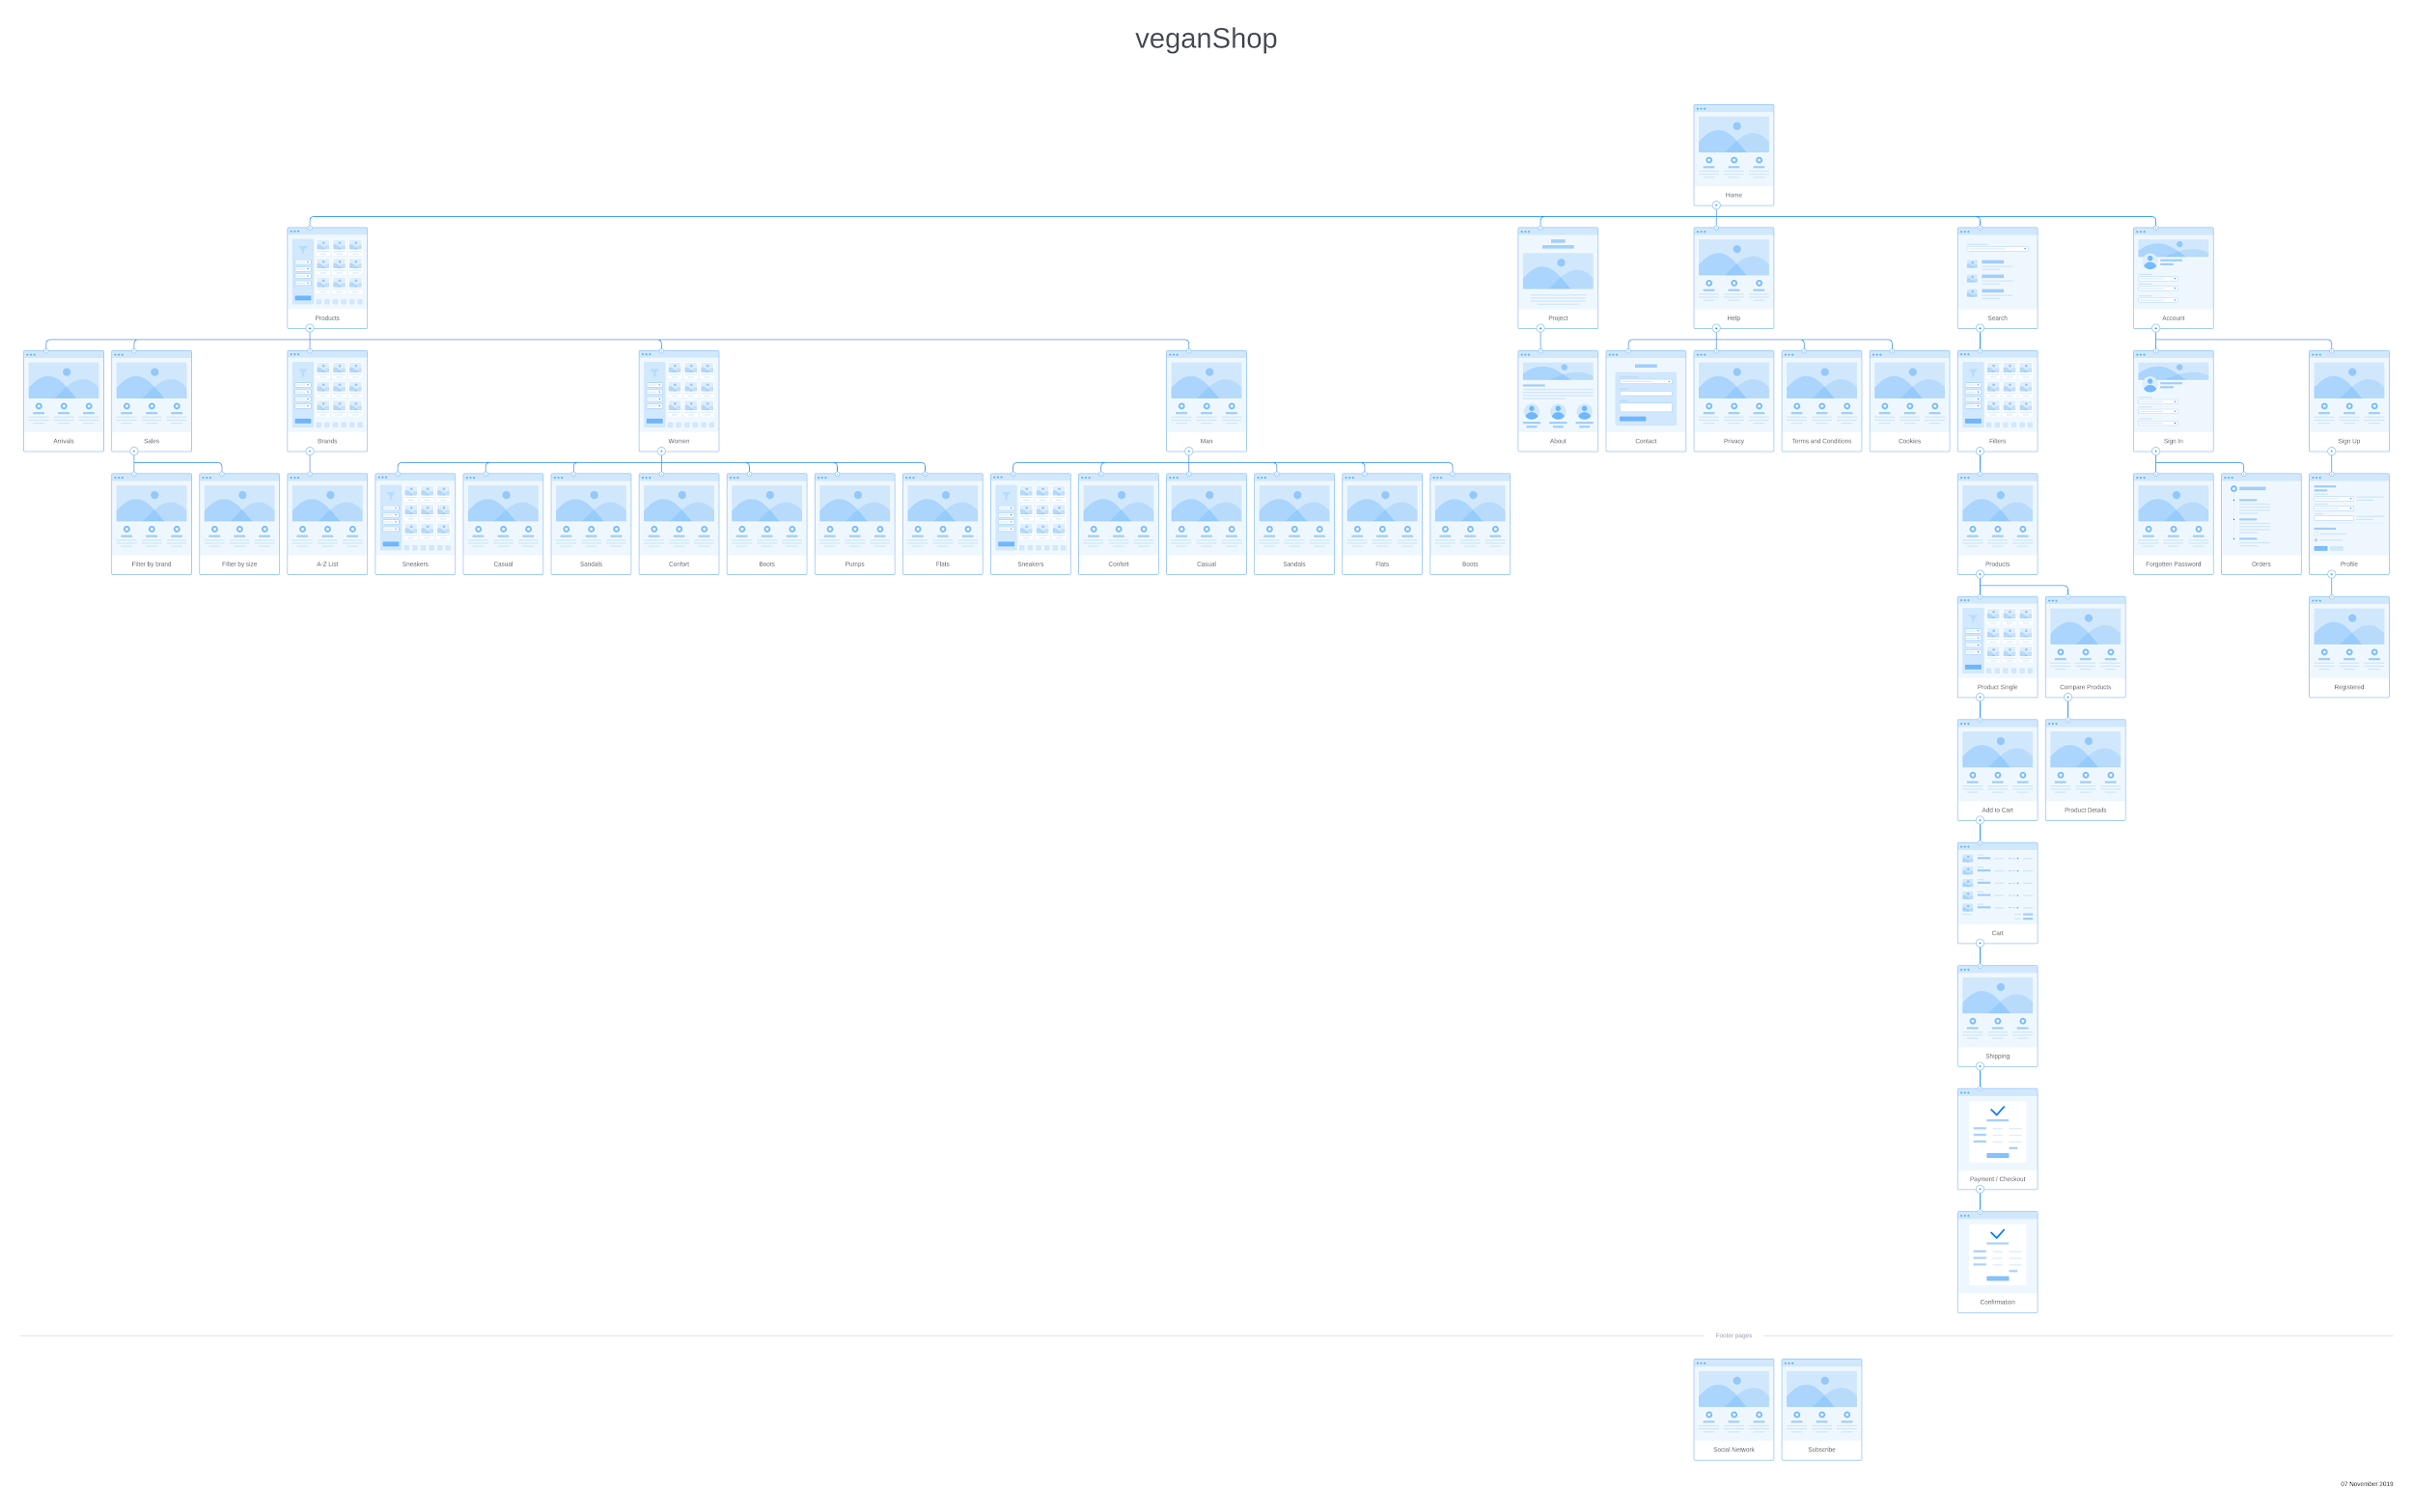 veganShop
Home
Products
Project
Help
Search
Account
Arrivals
Sales
Brands
Women
Man
About
Contact
Privacy
Terms and Conditions
Cookies
Filters
Sign In
Sign Up
Filter by brand
Filter by size
A-Z List
Sneakers
Casual
Sandals
Confort
Boots
Pumps
Flats
Sneakers
Confort
Casual
Sandals
Flats
Boots
Products
Forgotten Password
Orders
Profile
Product Single
Compare Products
Registered
Add to Cart
Product Details
Cart
Shipping
Payment / Checkout
Confirmation
Footer pages
Social Network
Subscribe
07 November 2019